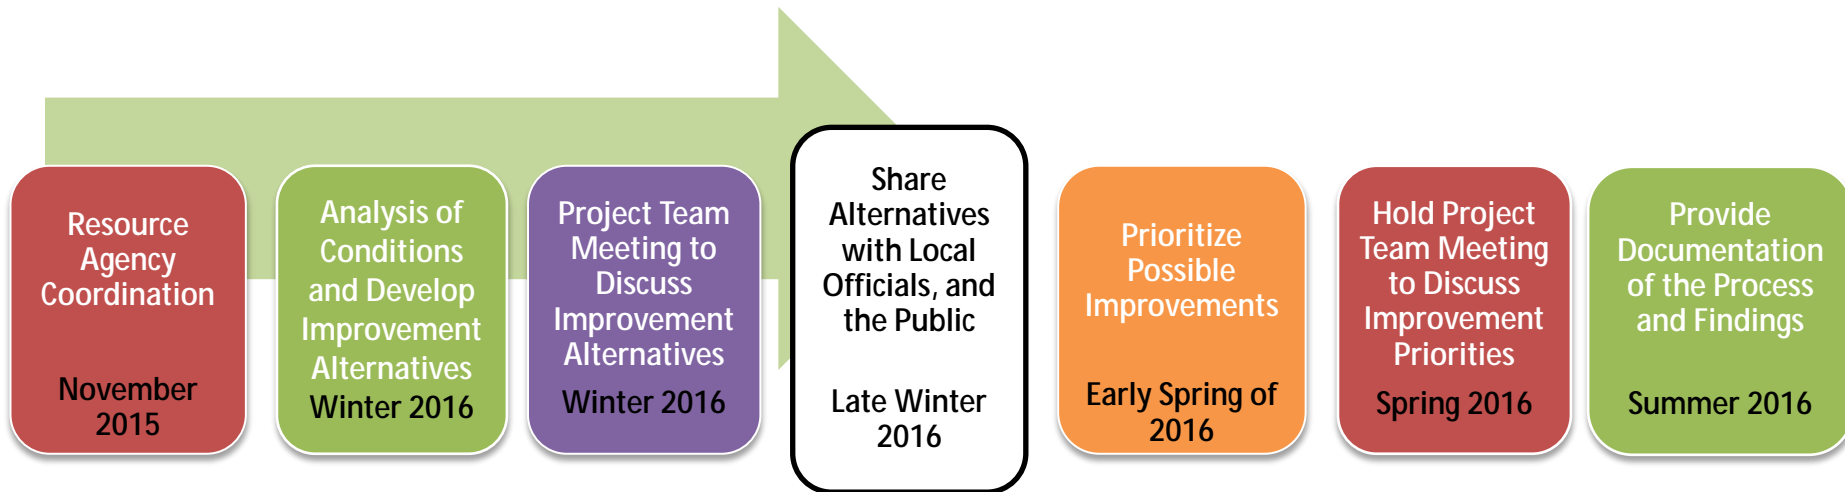 Resource
Agency
Coordination
November
2015
Analysis of
Conditions
and Develop
Improvement
Alternatives
Winter 2016
Project Team
Meeting to
Discuss
Improvement
Alternatives
Winter 2016
Share
Alternatives
with Local
Officials, and
the Public
Late Winter
2016
Prioritize
Possible
Improvements
Early Spring of
2016
Hold Project
Team Meeting
to Discuss
Improvement
Priorities
Spring 2016
Provide
Documentation
of the Process
and Findings
Summer 2016